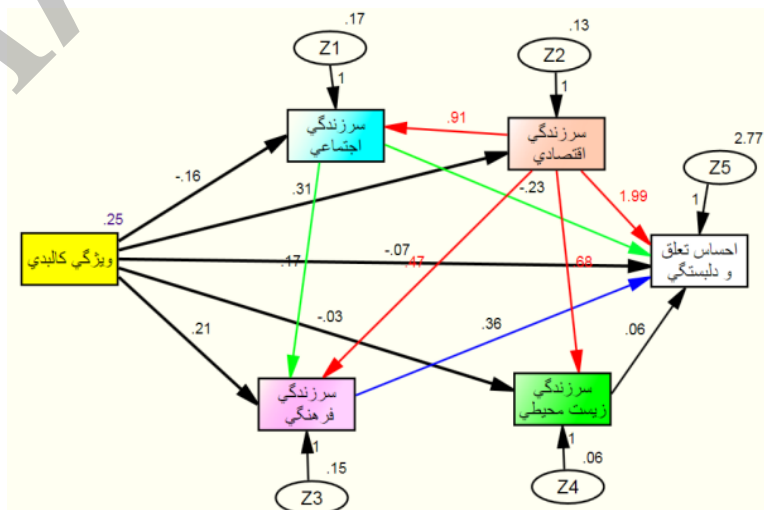 .17
Z1
1
.13
Z2
1
سرزندگي
اجتماعي
.91
سرزندگي
اقتصادي
2.77
Z5
1
-.16
.31
-.23
1.99
.25
ويژگي كالبدي
-.07
احساس تعلق
و دلبستگي
.17
.47
.68
.21
-.03
.36
.06
سرزندگي
فرهنگي
سرزندگي
زيست محيطي
1
.15
Z3
1
.06
Z4